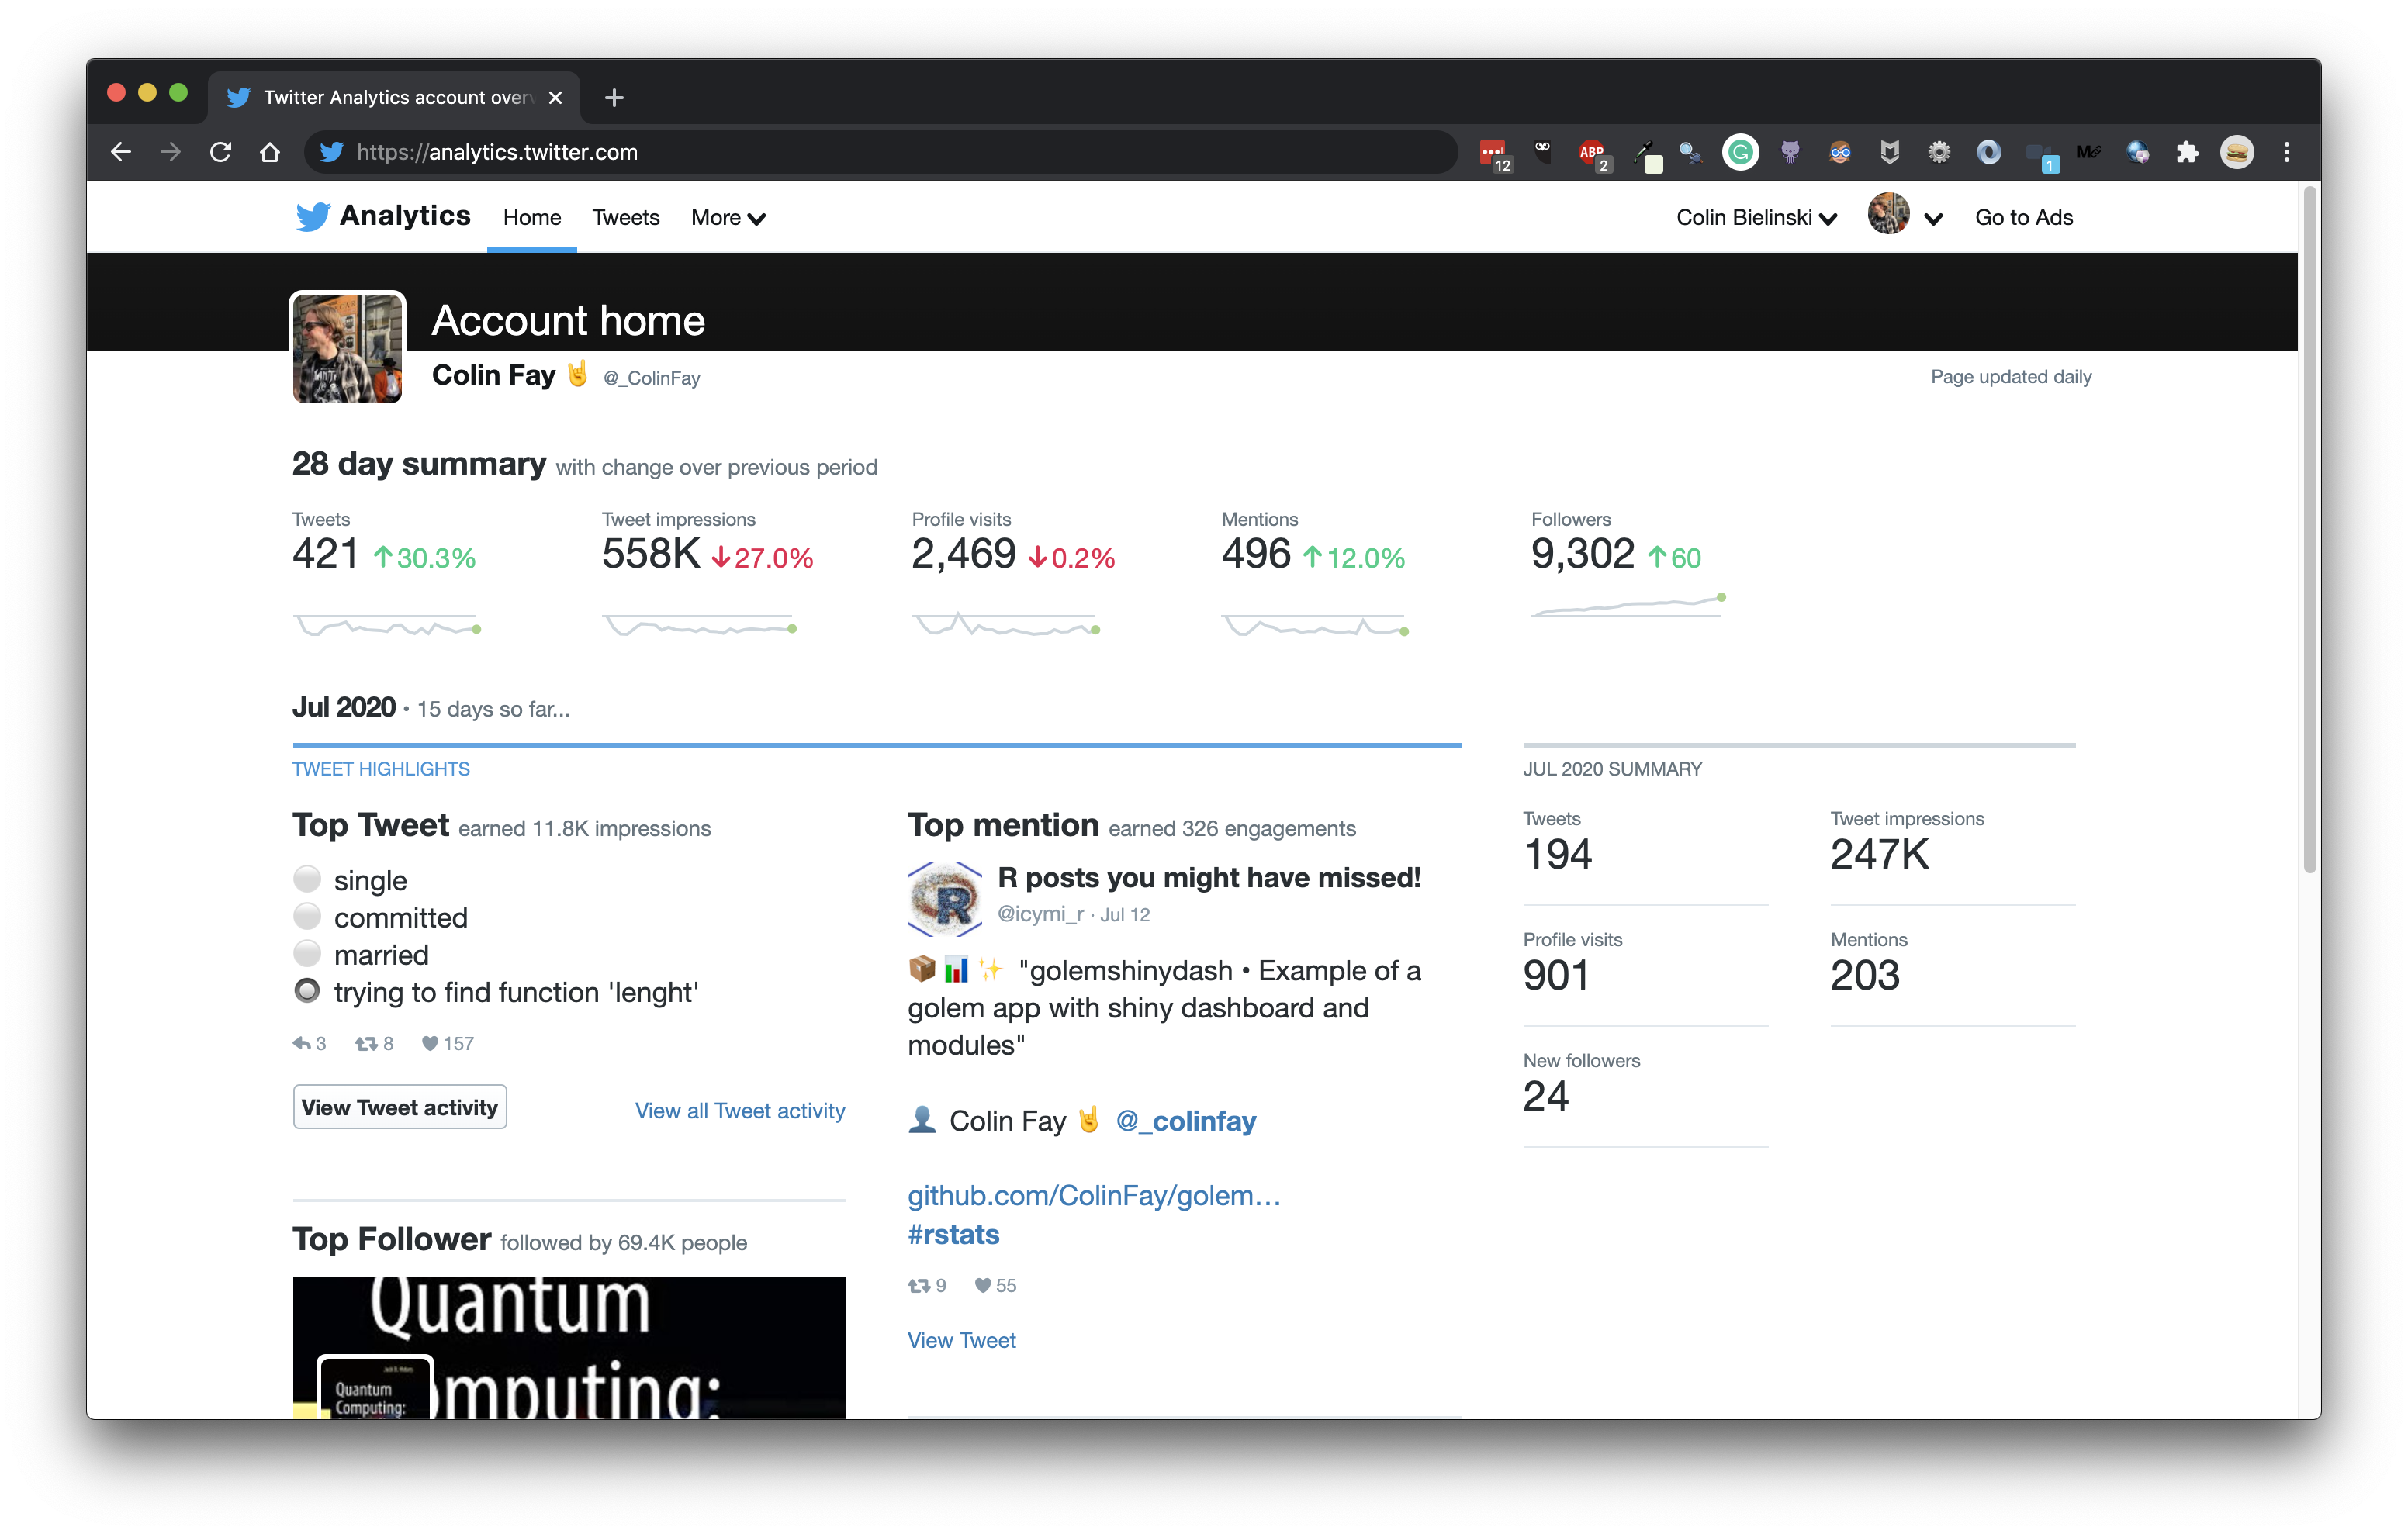 Twitter Analytics account over
https://analytics.twitter.com
12
ABP
2
1
Analytics
Home
Tweets
More
Colin Bielinski
Go to Ads
Account home
Colin Fay 🤘 @_ColinFay
Page updated daily
28 day summary with change over previous period
Tweets
421 ↑30.3%
Tweet impressions
558K ↓27.0%
Profile visits
2,469 ↓0.2%
Mentions
496 ↑12.0%
Followers
9,302 ↑60
Jul 2020 • 15 days so far...
TWEET HIGHLIGHTS
Top Tweet earned 11.8K impressions
single
committed
married
trying to find function 'lenght'
3 8 157
View Tweet activity
View all Tweet activity
Top Follower followed by 69.4K people
Quantum
omputing:
Quantum
Computing:
Top mention earned 326 engagements
R
R posts you might have missed!
@icymi_r · Jul 12
📦📊✨ "golemshinydash • Example of a
golem app with shiny dashboard and
modules"
👤 Colin Fay 🤘 @_colinfay
github.com/ColinFay/golem…
#rstats
9 55
View Tweet
JUL 2020 SUMMARY
Tweets
194
Tweet impressions
247K
Profile visits
901
Mentions
203
New followers
24